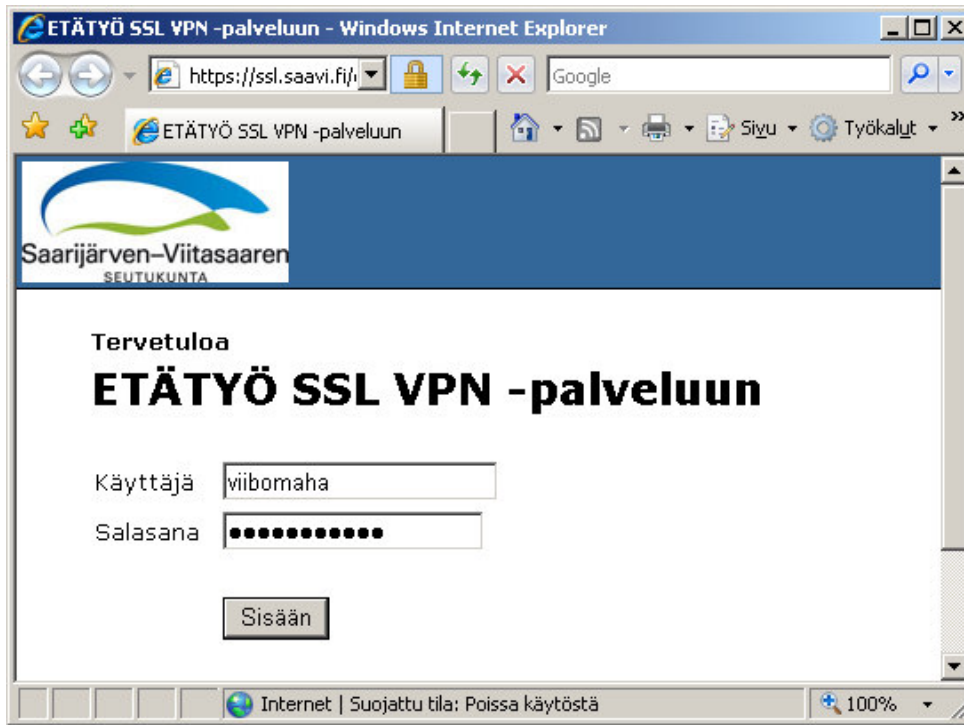 ETÄTYÖ SSL VPN -palveluun - Windows Internet Explorer
https://ssl.saavi.fi/
Google
ETÄTYÖ SSL VPN -palveluun
Sivu
Työkalut
Saarijärven–Viitasaaren
SEUTUKUNTA
Tervetuloa
ETÄTYÖ SSL VPN -palveluun
Käyttäjä viibomaha
Salasana ●●●●●●●●●●●
Sisään
Internet | Suojattu tila: Poissa käytöstä 100%